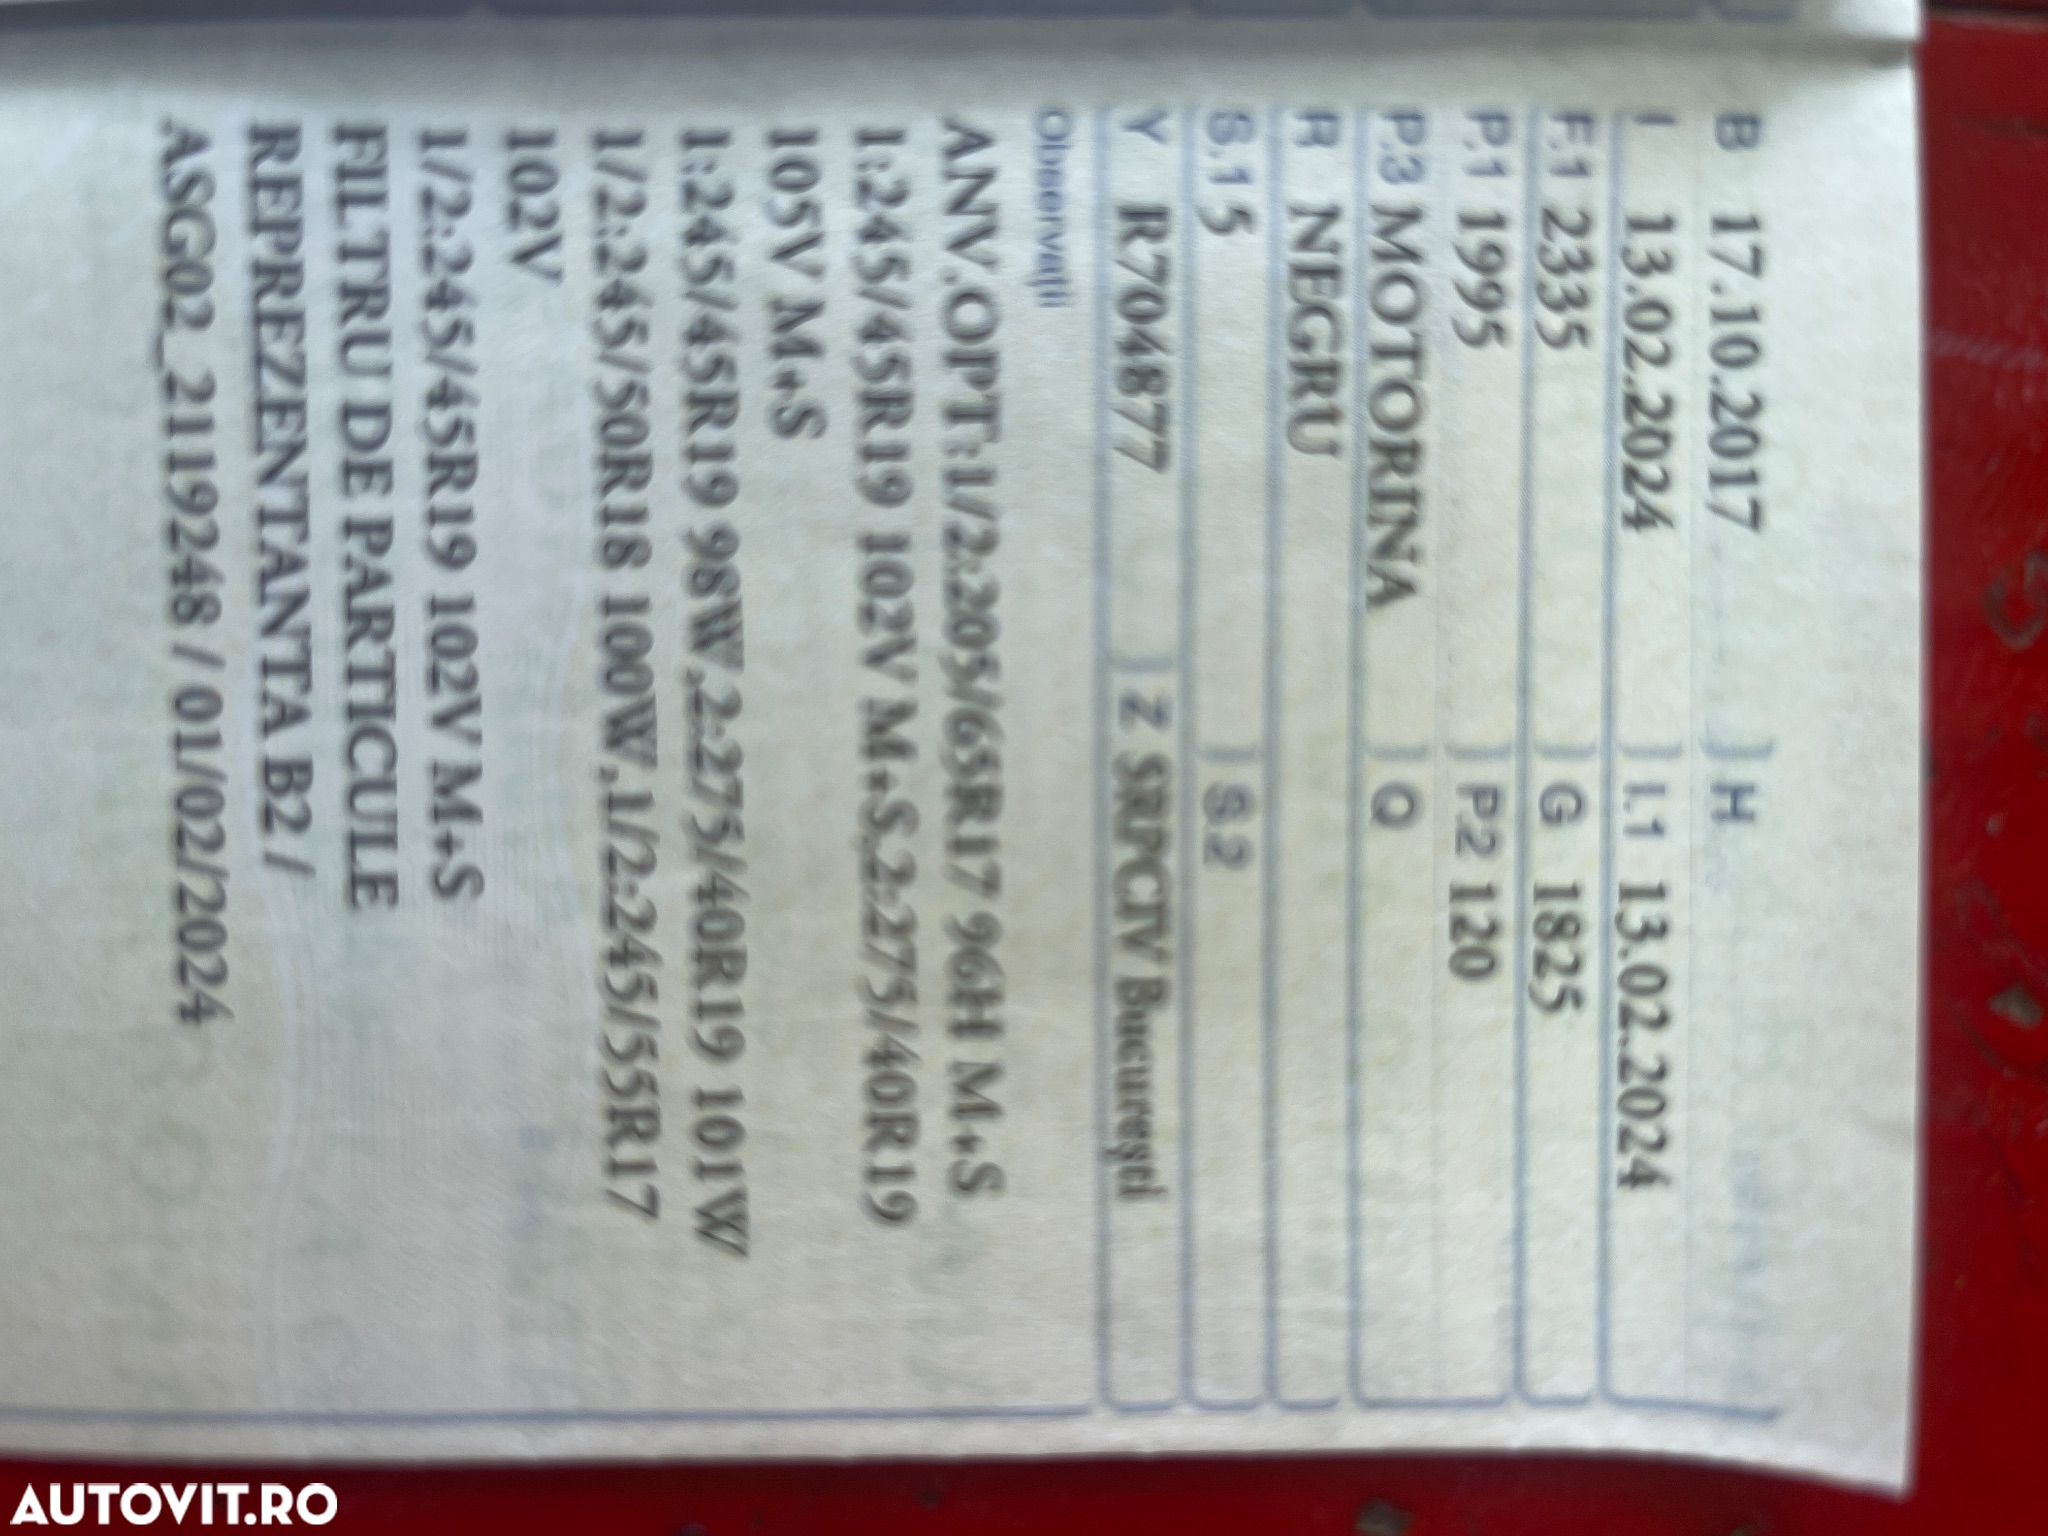 B 17.10.2017 H
I 13.02.2024 I.1 13.02.2024
F.1 2335 G 1825
P.1 1995 P.2 120
P.3 MOTORINA Q
R NEGRU
S.1 5 S.2
Y R704877 Z SRPCIV București
Observații
ANV.OPT:1/2:205/65R17 96H M+S
1:245/45R19 102V M+S,2:275/40R19
105V M+S
1:245/45R19 98W,2:275/40R19 101W
1/2:245/50R18 100W,1/2:245/55R17
102V
1/2:245/45R19 102V M+S
FILTRU DE PARTICULE
REPREZENTANTA B2 /
ASG02_2119248 / 01/02/2024
AUTOVIT.RO